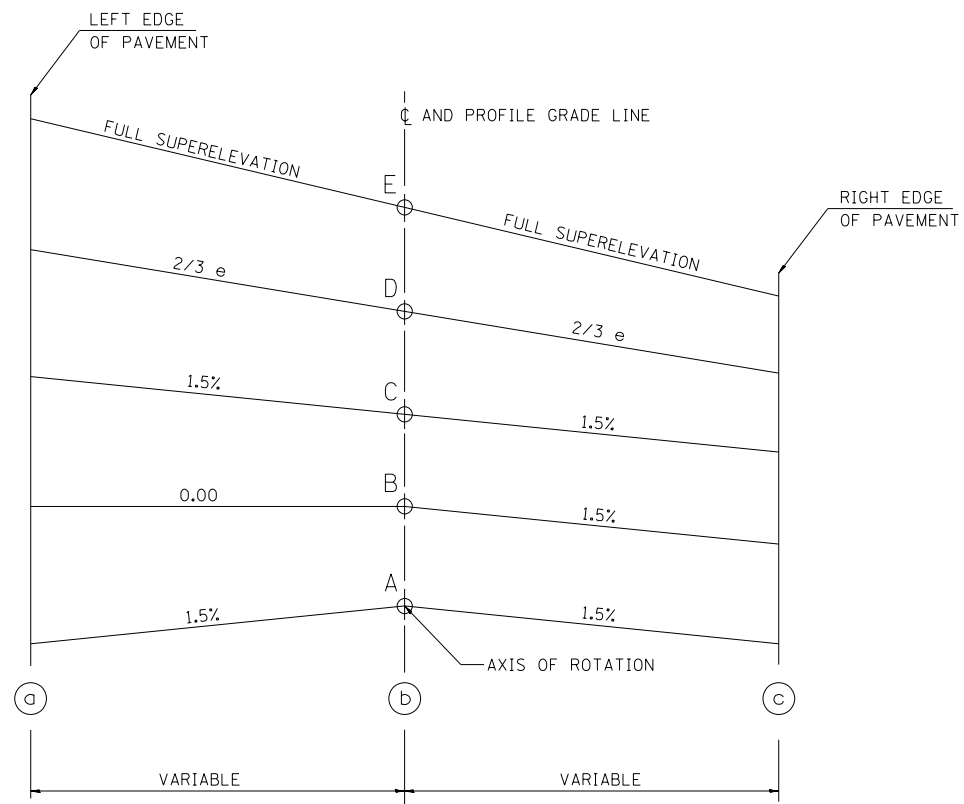 LEFT EDGE
OF PAVEMENT
℄ AND PROFILE GRADE LINE
FULL SUPERELEVATION
E
RIGHT EDGE
OF PAVEMENT
FULL SUPERELEVATION
2/3 e
D
2/3 e
1.5%
C
1.5%
0.00
B
1.5%
A
1.5%
1.5%
AXIS OF ROTATION
a
b
c
VARIABLE
VARIABLE